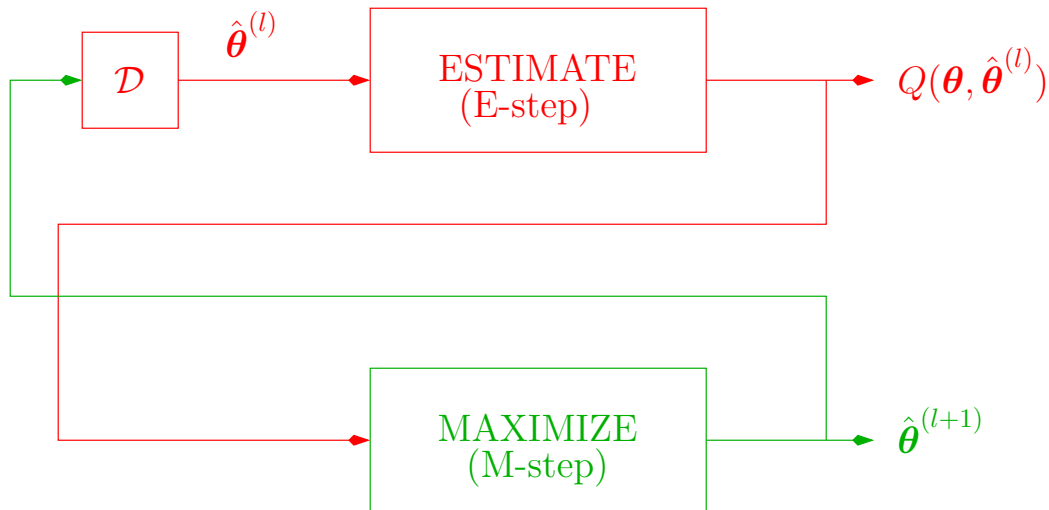 𝒟
θ̂^(l)
ESTIMATE
(E-step)
Q(θ, θ̂^(l))
MAXIMIZE
(M-step)
θ̂^(l+1)